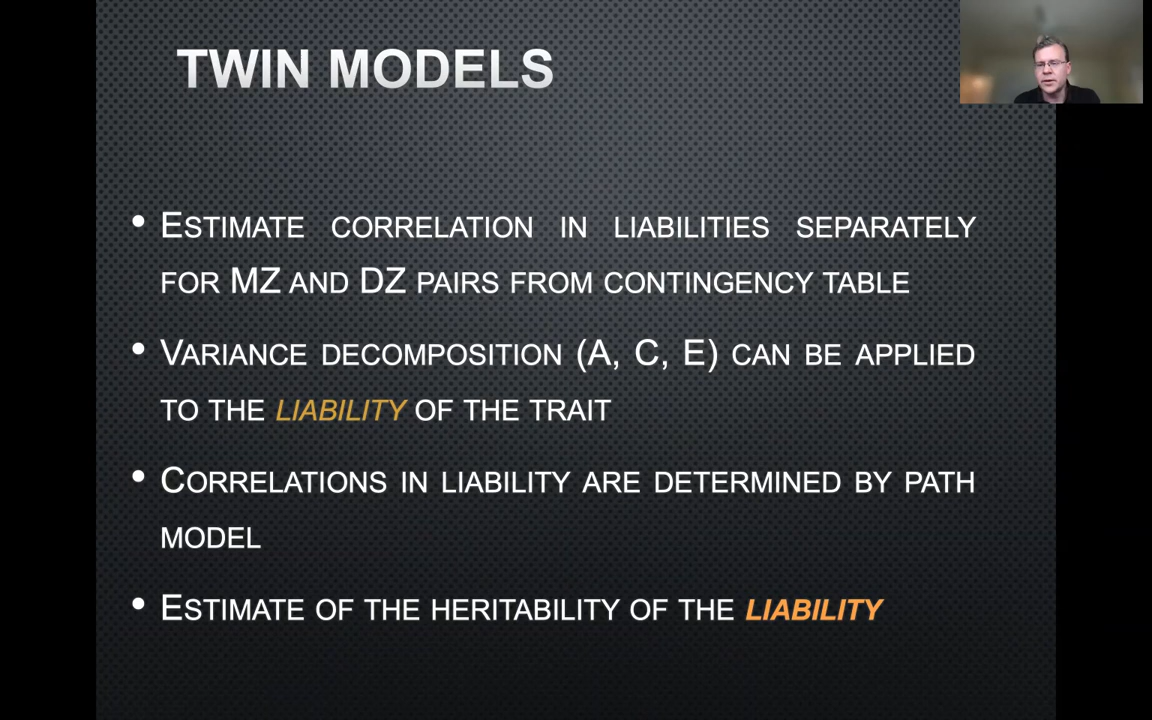 TWIN MODELS
• ESTIMATE CORRELATION IN LIABILITIES SEPARATELY
FOR MZ AND DZ PAIRS FROM CONTINGENCY TABLE
• VARIANCE DECOMPOSITION (A, C, E) CAN BE APPLIED
TO THE LIABILITY OF THE TRAIT
• CORRELATIONS IN LIABILITY ARE DETERMINED BY PATH
MODEL
• ESTIMATE OF THE HERITABILITY OF THE LIABILITY